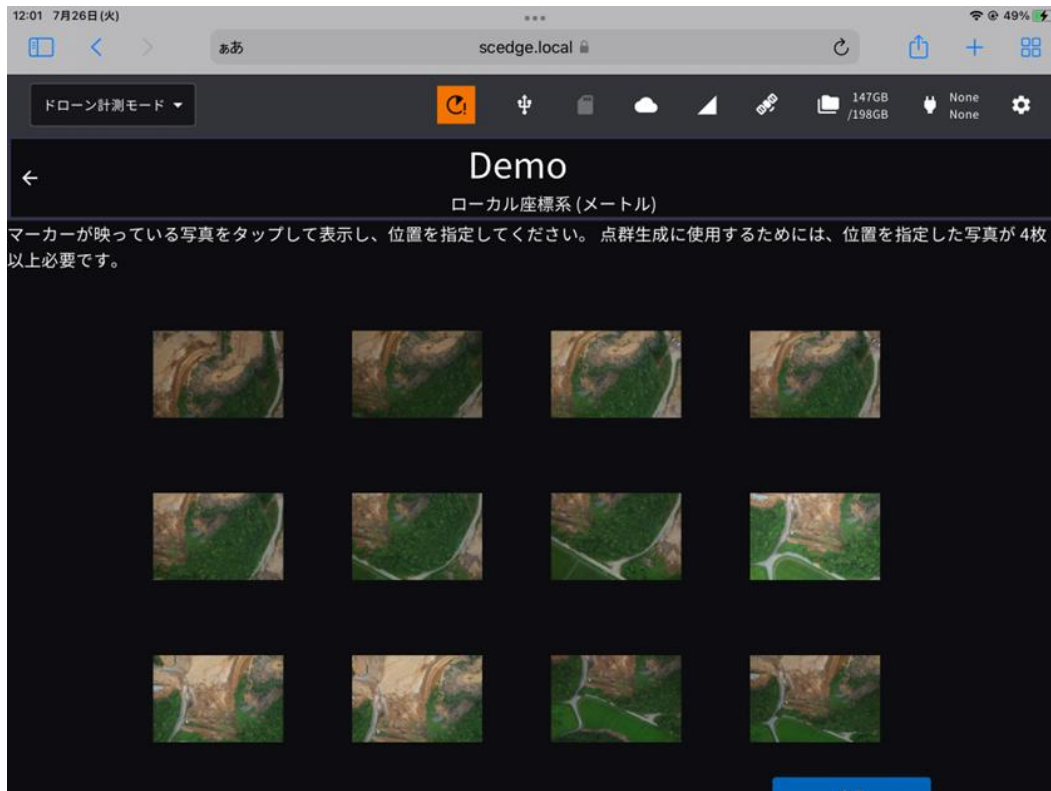 12:01 7月26日(火)
49%
ぁあ
scedge.local
ドローン計測モード
147GB
/198GB
None
None
Demo
ローカル座標系 (メートル)
マーカーが映っている写真をタップして表示し、位置を指定してください。 点群生成に使用するためには、位置を指定した写真が 4枚
以上必要です。